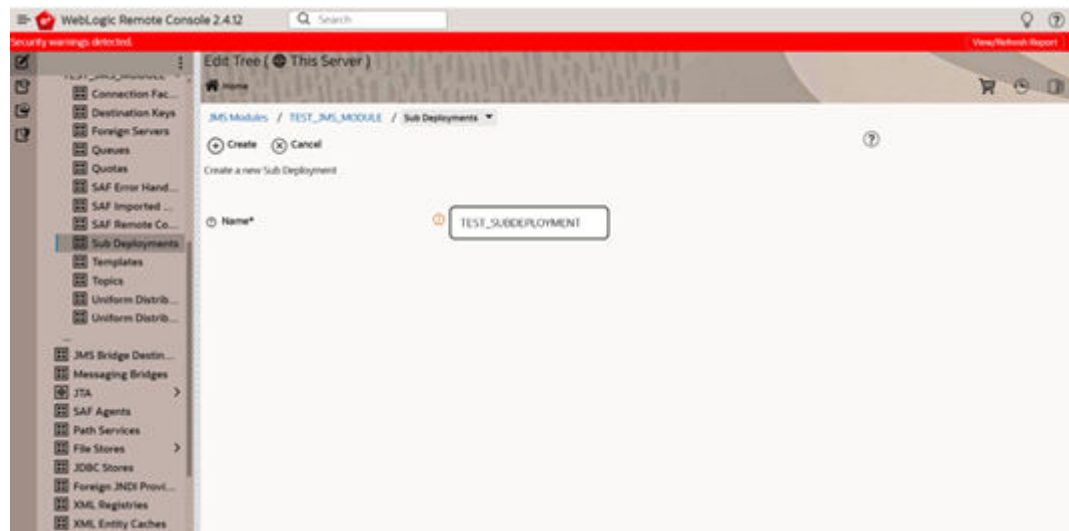 WebLogic Remote Console 2.4.12
Search
Security warnings detected.
View/Refresh Report
Edit Tree ( This Server )
Home
TEST_JMS_MODULE
Connection Fac...
Destination Keys
Foreign Servers
Queues
Quotas
SAF Error Hand...
SAF Imported ...
SAF Remote Co...
Sub Deployments
Templates
Topics
Uniform Distrib...
Uniform Distrib...
JMS Bridge Destin...
Messaging Bridges
JTA
SAF Agents
Path Services
File Stores
JDBC Stores
Foreign JNDI Provi...
XML Registries
XML Entity Caches
JMS Modules / TEST_JMS_MODULE / Sub Deployments
Create Cancel
Create a new Sub Deployment
Name* TEST_SUBDEPLOYMENT